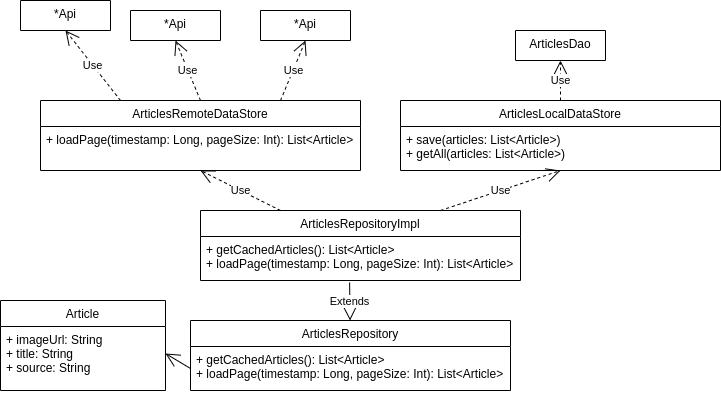 *Api
*Api
*Api
ArticlesDao
Use
Use
Use
Use
ArticlesRemoteDataStore
+ loadPage(timestamp: Long, pageSize: Int): List<Article>
ArticlesLocalDataStore
+ save(articles: List<Article>)
+ getAll(articles: List<Article>)
Use
Use
ArticlesRepositoryImpl
+ getCachedArticles(): List<Article>
+ loadPage(timestamp: Long, pageSize: Int): List<Article>
Extends
Article
+ imageUrl: String
+ title: String
+ source: String
ArticlesRepository
+ getCachedArticles(): List<Article>
+ loadPage(timestamp: Long, pageSize: Int): List<Article>